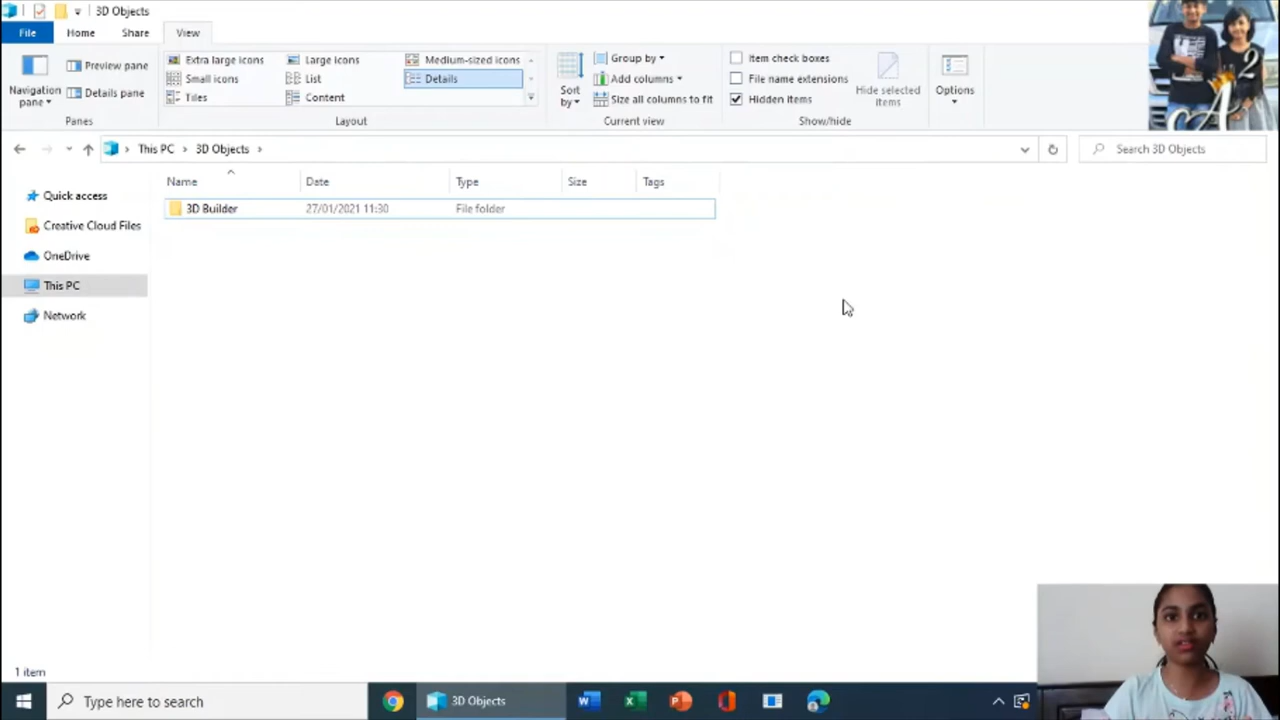 3D Objects
File Home Share View
Navigation pane
Preview pane
Details pane
Panes
Extra large icons Large icons Medium-sized icons
Small icons List Details
Tiles Content
Layout
Sort by
Group by
Add columns
Size all columns to fit
Current view
Item check boxes
File name extensions
Hidden items
Hide selected items
Show/hide
Options
A 2
This PC 3D Objects
Search 3D Objects
Name Date Type Size Tags
3D Builder 27/01/2021 11:30 File folder
Quick access
Creative Cloud Files
OneDrive
This PC
Network
1 item
Type here to search
3D Objects